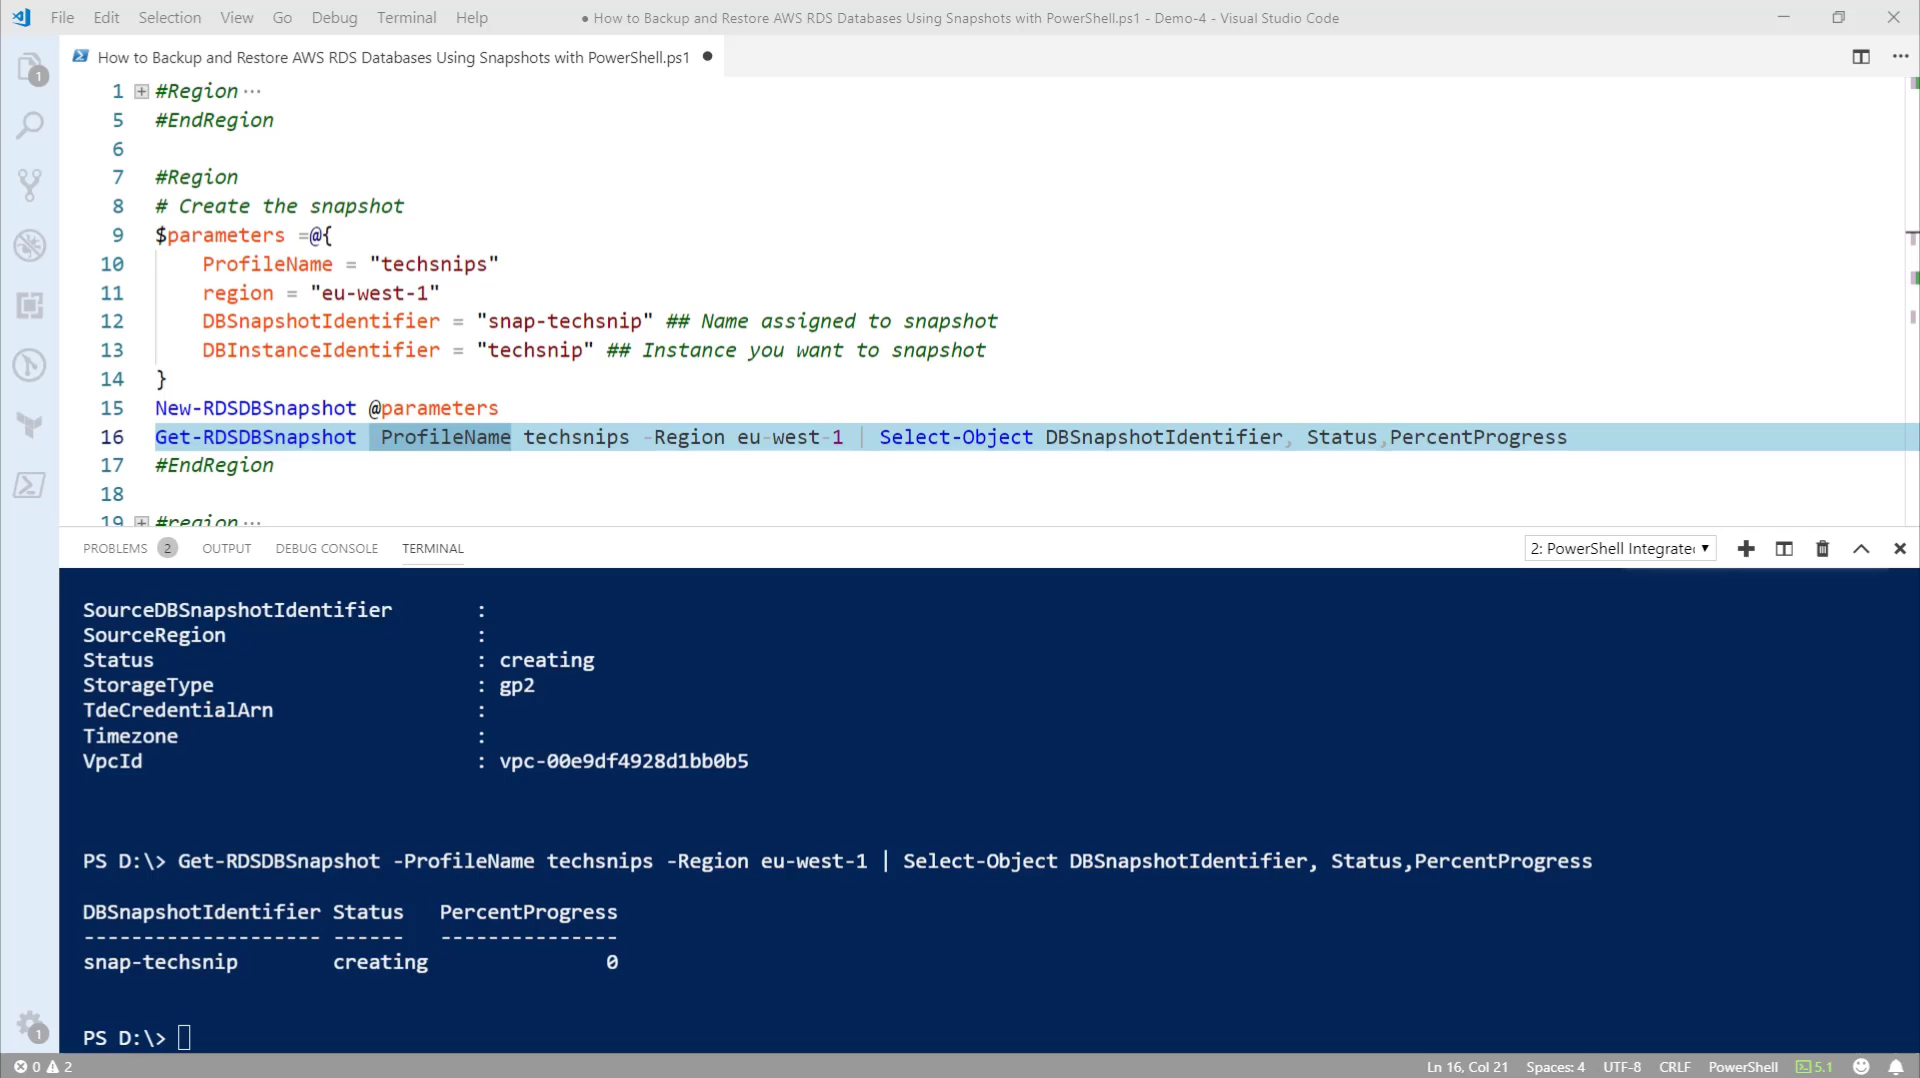 File Edit Selection View Go Debug Terminal Help ● How to Backup and Restore AWS RDS Databases Using Snapshots with PowerShell.ps1 - Demo-4 - Visual Studio Code
How to Backup and Restore AWS RDS Databases Using Snapshots with PowerShell.ps1 ●
1 #Region ···
5 #EndRegion
6
7 #Region
8 # Create the snapshot
9 $parameters =@{
10 ProfileName = "techsnips"
11 region = "eu-west-1"
12 DBSnapshotIdentifier = "snap-techsnip" ## Name assigned to snapshot
13 DBInstanceIdentifier = "techsnip" ## Instance you want to snapshot
14 }
15 New-RDSDBSnapshot @parameters
16 Get-RDSDBSnapshot ProfileName techsnips -Region eu-west-1 | Select-Object DBSnapshotIdentifier, Status,PercentProgress
17 #EndRegion
18
19 #region ···
PROBLEMS 2 OUTPUT DEBUG CONSOLE TERMINAL 2: PowerShell Integrate
SourceDBSnapshotIdentifier :
SourceRegion :
Status : creating
StorageType : gp2
TdeCredentialArn :
Timezone :
VpcId : vpc-00e9df4928d1bb0b5
PS D:\> Get-RDSDBSnapshot -ProfileName techsnips -Region eu-west-1 | Select-Object DBSnapshotIdentifier, Status,PercentProgress
DBSnapshotIdentifier Status PercentProgress
-------------------- ------ ---------------
snap-techsnip creating 0
PS D:\>
1
1
0 2 Ln 16, Col 21 Spaces: 4 UTF-8 CRLF PowerShell 5.1